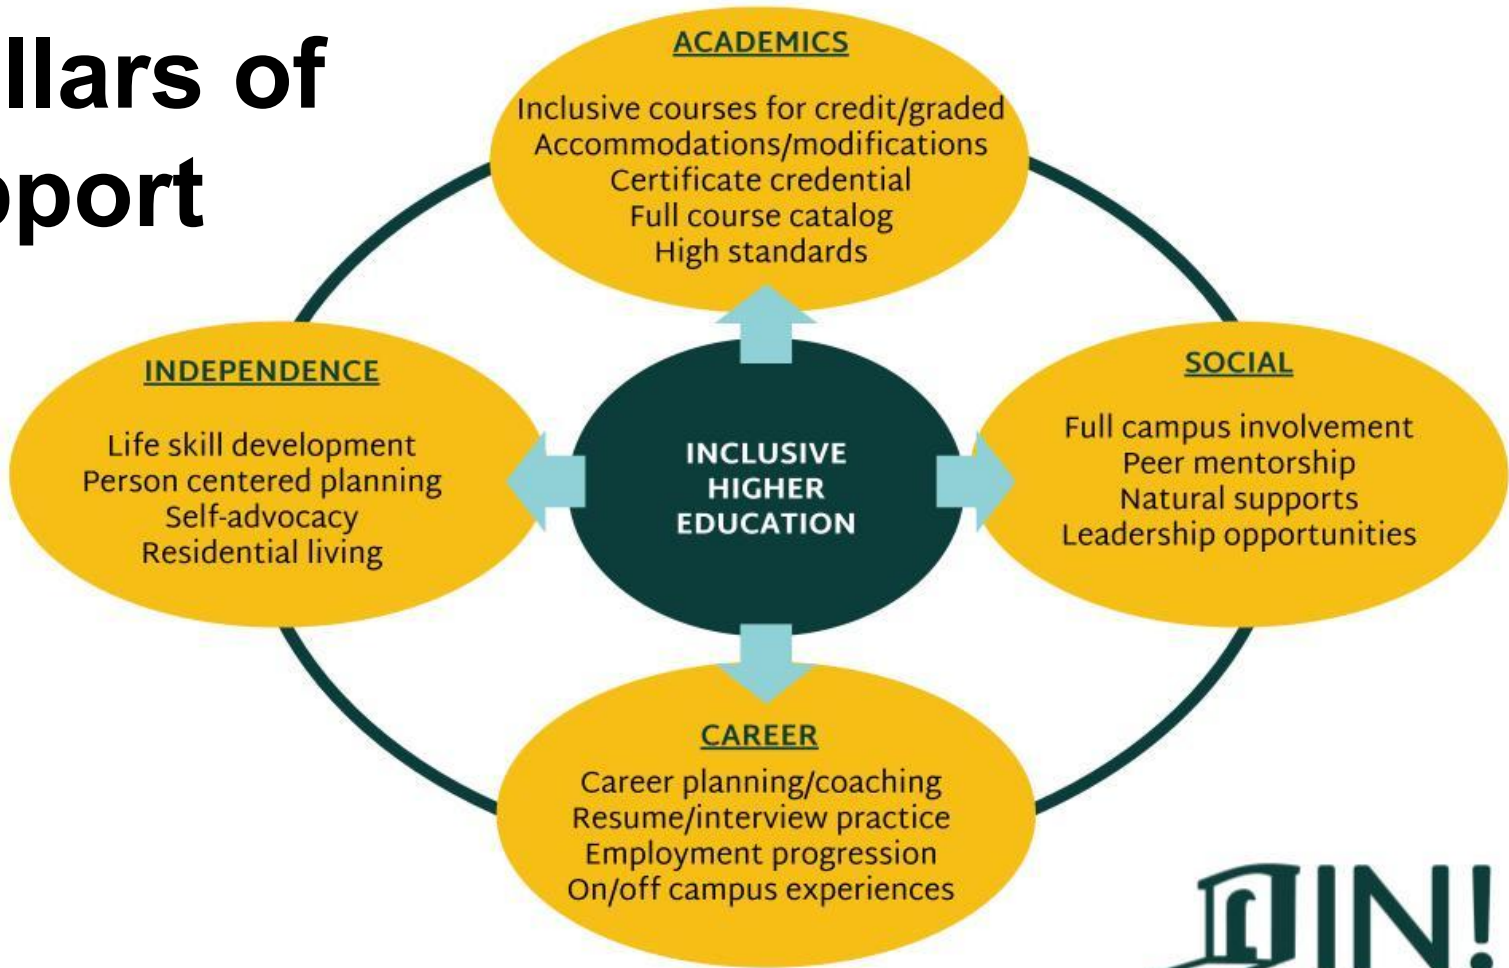 llars of
pport
ACADEMICS
Inclusive courses for credit/graded
Accommodations/modifications
Certificate credential
Full course catalog
High standards
INDEPENDENCE
Life skill development
Person centered planning
Self-advocacy
Residential living
INCLUSIVE
HIGHER
EDUCATION
SOCIAL
Full campus involvement
Peer mentorship
Natural supports
Leadership opportunities
CAREER
Career planning/coaching
Resume/interview practice
Employment progression
On/off campus experiences
IN!